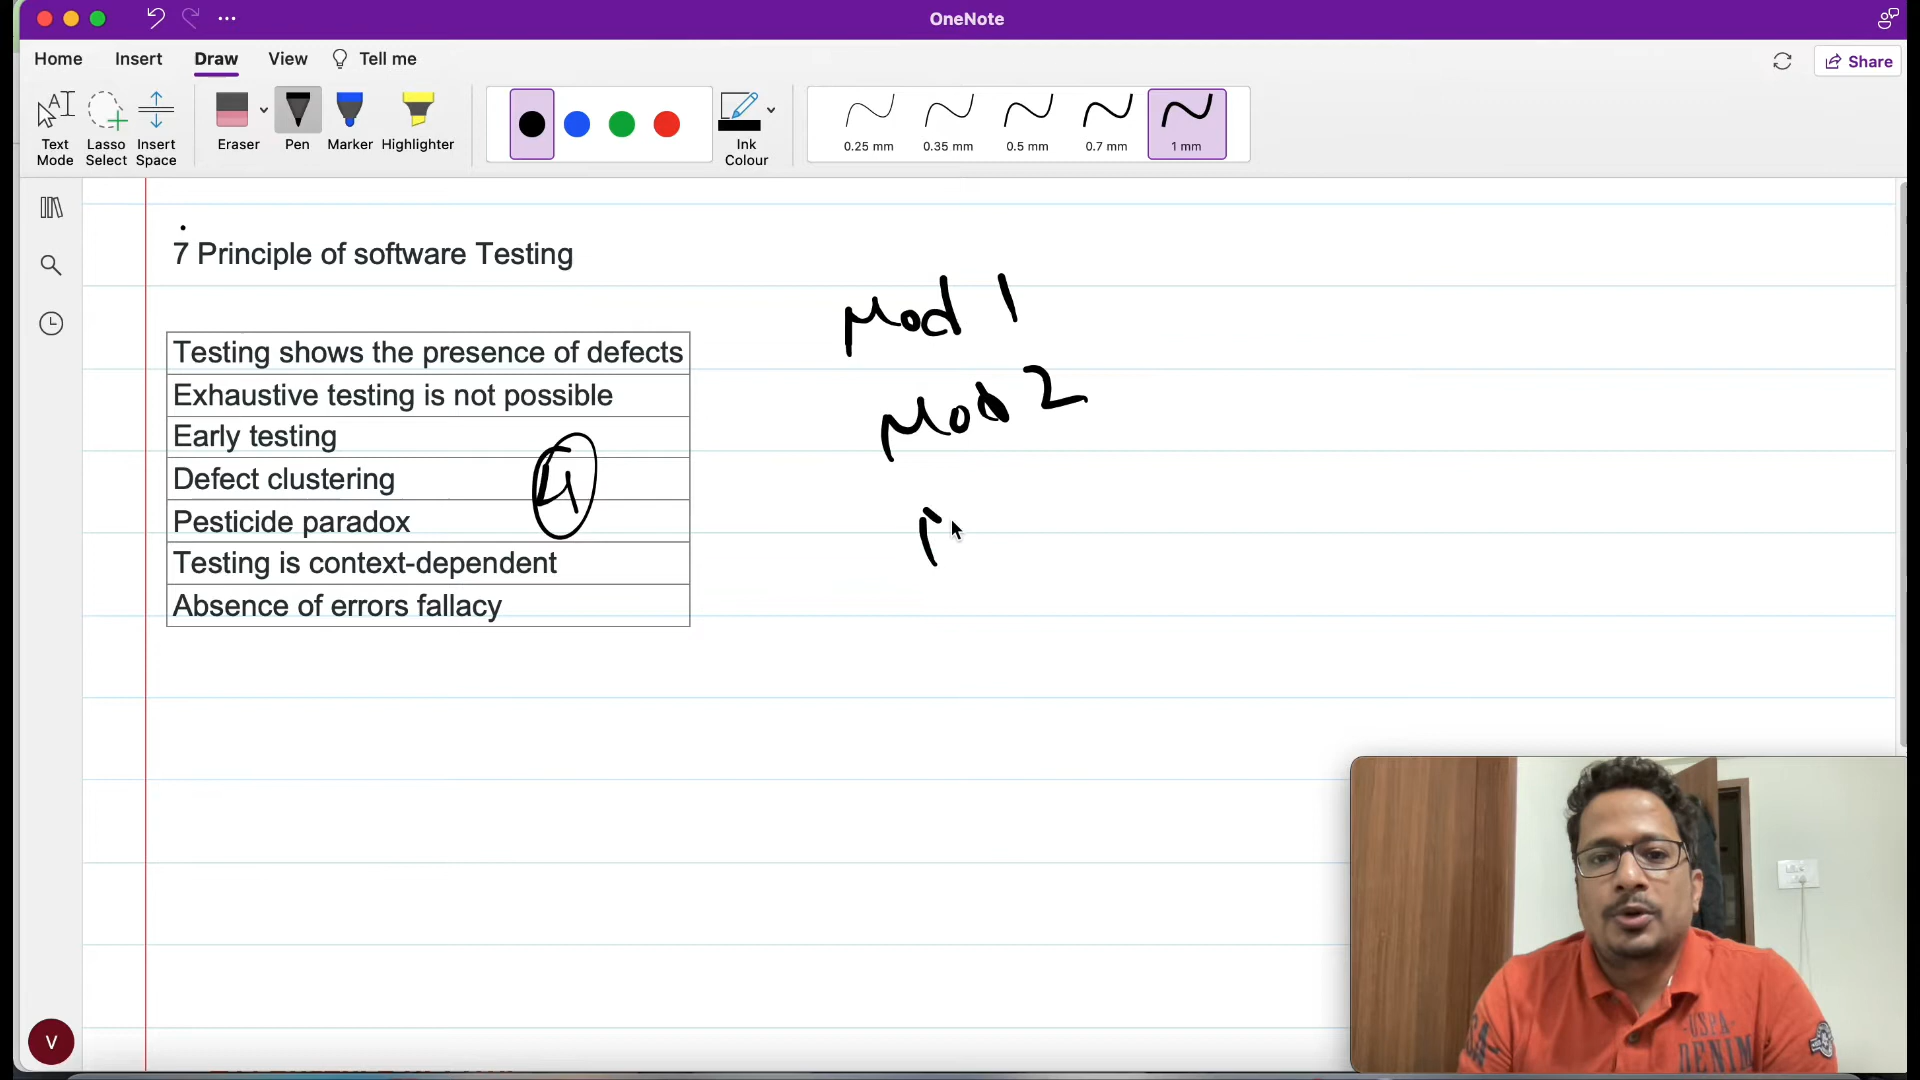 OneNote
Home Insert Draw View Tell me
Share
Text Mode
Lasso Select
Insert Space
Eraser
Pen
Marker
Highlighter
Ink Colour
0.25 mm
0.35 mm
0.5 mm
0.7 mm
1 mm
7 Principle of software Testing
Testing shows the presence of defects
Exhaustive testing is not possible
Early testing
Defect clustering
4
Pesticide paradox
Testing is context-dependent
Absence of errors fallacy
Mod 1
Mod 2
V
USPA
DENIM